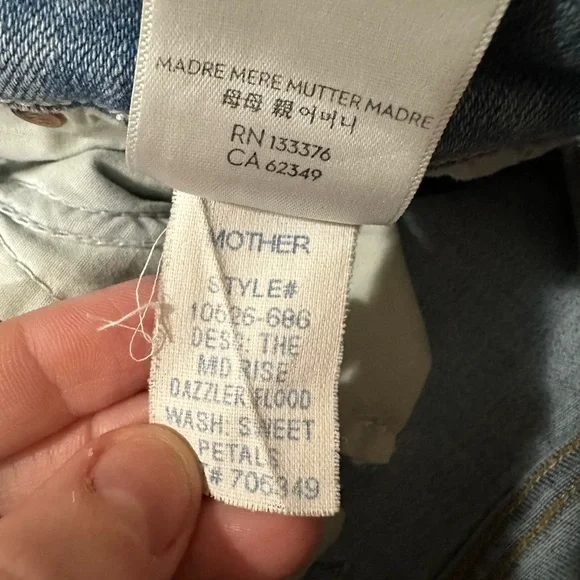 MADRE MERE MUTTER MADRE
母母 親 어머니
RN 133376
CA 62349
MOTHER
STYLE#
10526-686
DES: THE
MID RISE
DAZZLER FLOOD
WASH: SWEET
PETALS
# 706349